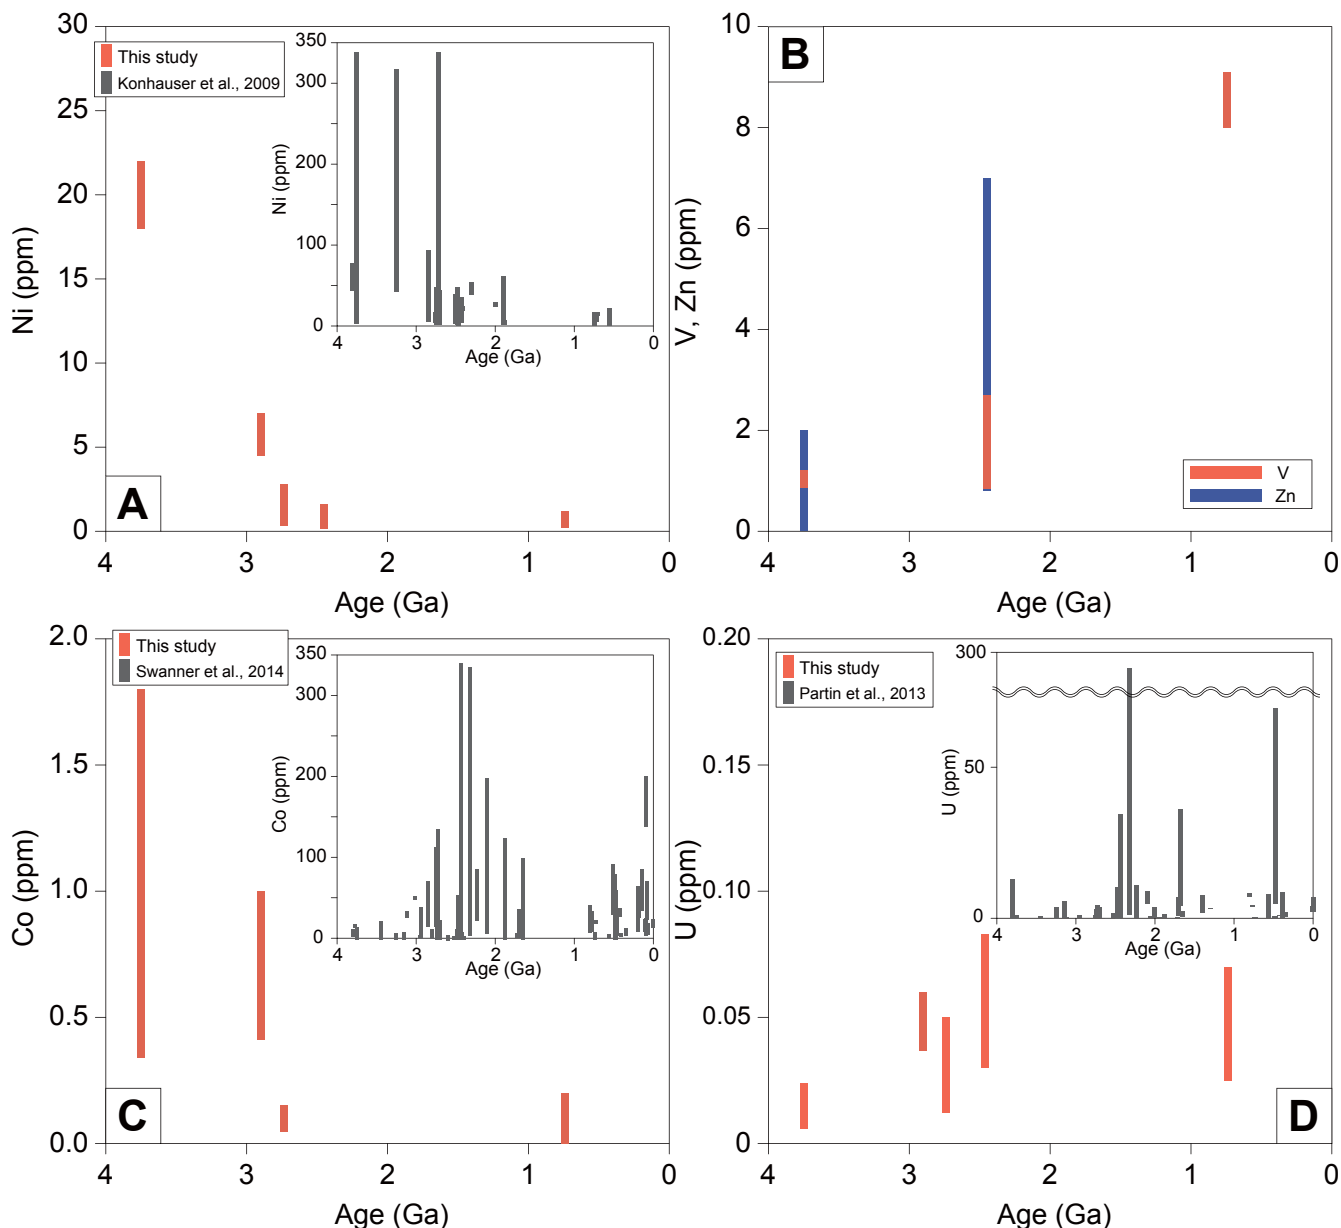 30
25
20
15
10
5
0
Ni (ppm)
This study
Konhauser et al., 2009
350
300
200
100
0
Ni (ppm)
4 3 2 1 0
Age (Ga)
A
4 3 2 1 0
Age (Ga)
10
8
6
4
2
0
V, Zn (ppm)
B
V
Zn
4 3 2 1 0
Age (Ga)
2.0
1.5
1.0
0.5
0.0
Co (ppm)
This study
Swanner et al., 2014
350
300
200
100
0
Co (ppm)
4 3 2 1 0
Age (Ga)
C
4 3 2 1 0
Age (Ga)
0.20
0.15
0.10
0.05
0
U (ppm)
This study
Partin et al., 2013
300
50
0
U (ppm)
4 3 2 1 0
Age (Ga)
D
4 3 2 1 0
Age (Ga)